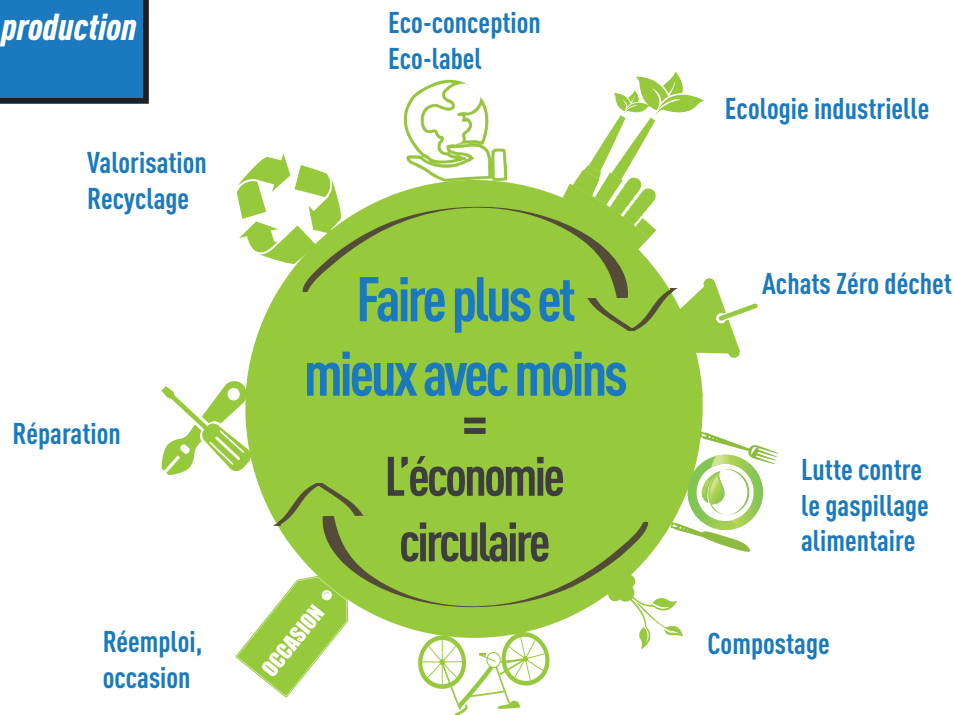 production
Eco-conception
Eco-label
Ecologie industrielle
Valorisation
Recyclage
Achats Zéro déchet
Faire plus et
mieux avec moins
=
L'économie
circulaire
Réparation
Lutte contre
le gaspillage
alimentaire
Réemploi,
occasion
OCCASION
Compostage